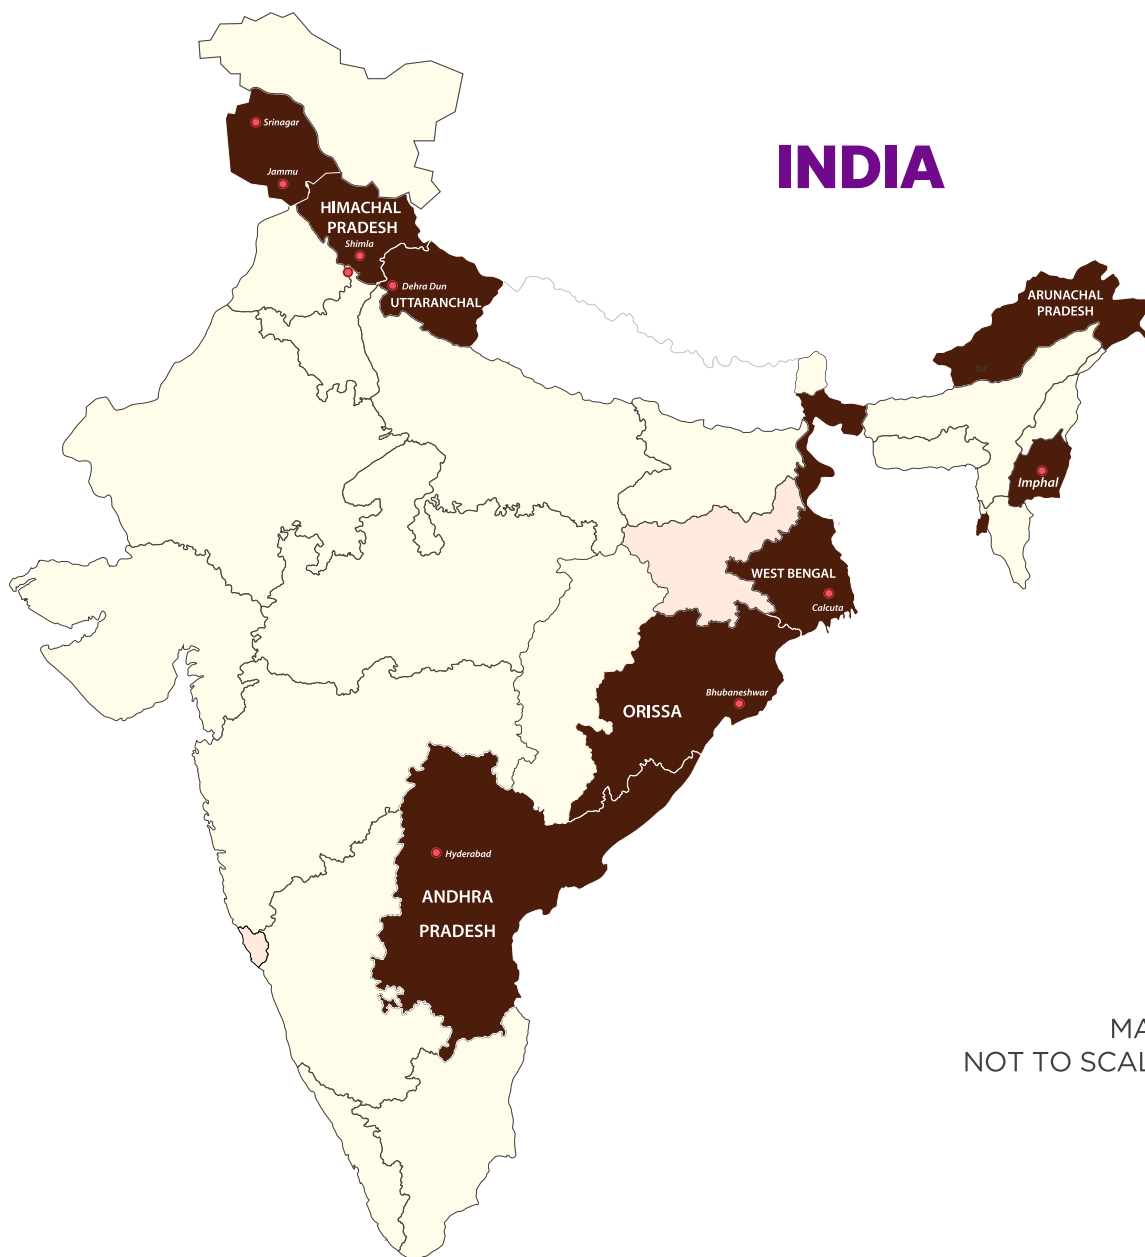 INDIA
Srinagar
Jammu
HIMACHAL
PRADESH
Shimla
Dehra Dun
UTTARANCHAL
ARUNACHAL
PRADESH
Ita
Imphal
WEST BENGAL
Calcuta
Bhubaneshwar
ORISSA
Hyderabad
ANDHRA
PRADESH
MA
NOT TO SCAL